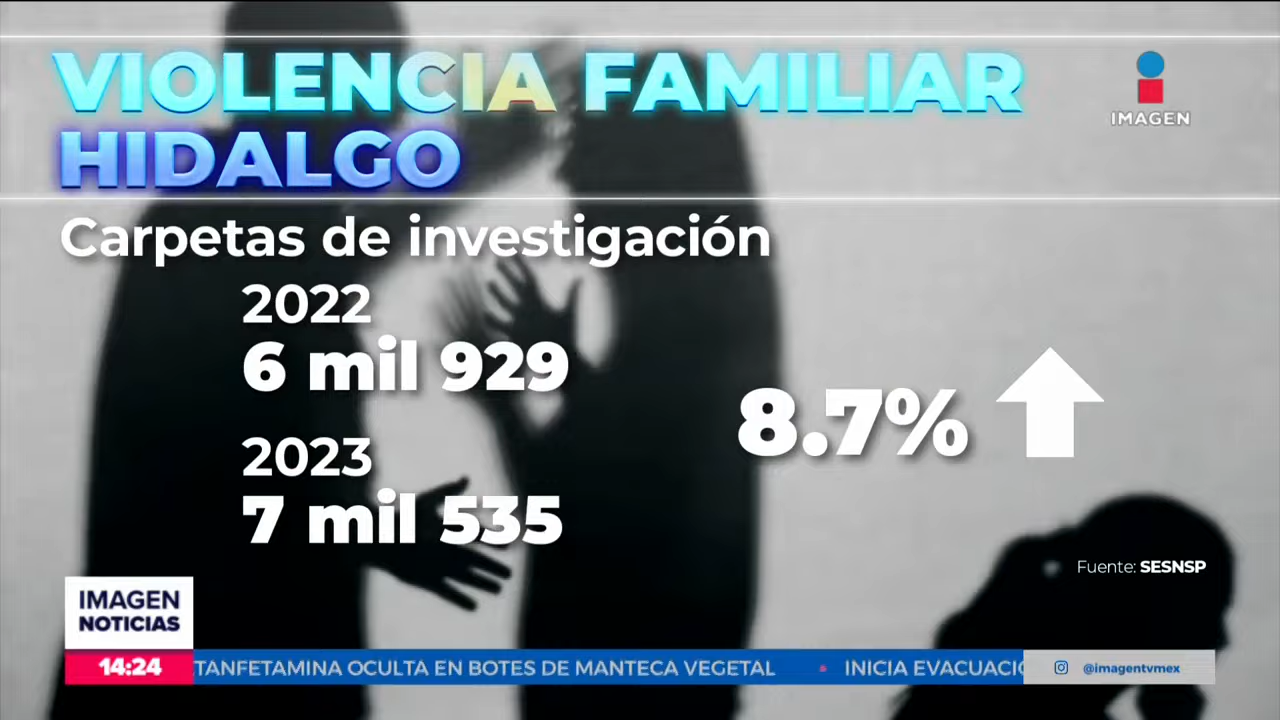 VIOLENCIA FAMILIAR
HIDALGO
IMAGEN
Carpetas de investigación
2022
6 mil 929
2023
7 mil 535
8.7%
Fuente: SESNSP
IMAGEN
NOTICIAS
14:24
TANFETAMINA OCULTA EN BOTES DE MANTECA VEGETAL • INICIA EVACUACIÓ
@imagentvmex